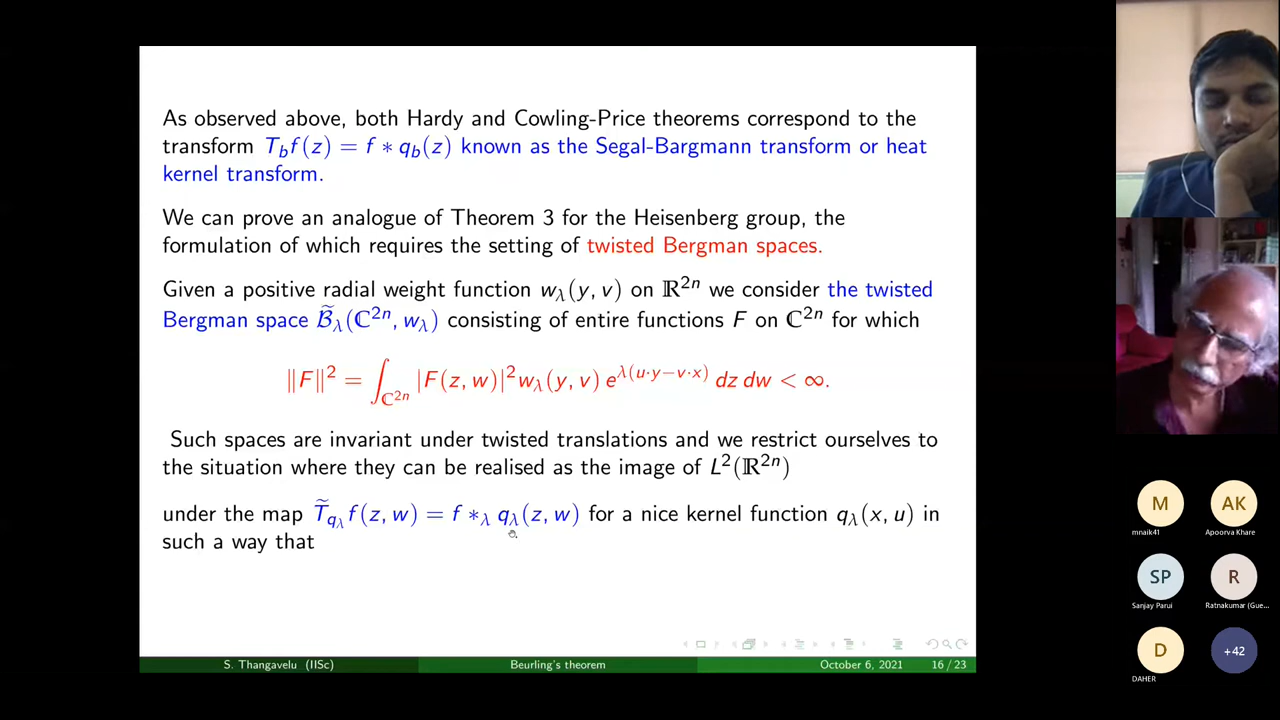 As observed above, both Hardy and Cowling-Price theorems correspond to the
transform T_b f(z) = f ∗ q_b(z) known as the Segal-Bargmann transform or heat
kernel transform.
We can prove an analogue of Theorem 3 for the Heisenberg group, the
formulation of which requires the setting of twisted Bergman spaces.
Given a positive radial weight function w_λ(y, v) on ℝ^{2n} we consider the twisted
Bergman space B̃_λ(ℂ^{2n}, w_λ) consisting of entire functions F on ℂ^{2n} for which
‖F‖² = ∫_{ℂ^{2n}} |F(z, w)|² w_λ(y, v) e^{λ(u·y−v·x)} dz dw < ∞.
Such spaces are invariant under twisted translations and we restrict ourselves to
the situation where they can be realised as the image of L²(ℝ^{2n})
under the map T̃_{q_λ} f(z, w) = f ∗_λ q_λ(z, w) for a nice kernel function q_λ(x, u) in
such a way that
S. Thangavelu (IISc) Beurling's theorem October 6, 2021 16 / 23
M AK
mnaik41 Apoorva Khare
SP R
Sanjay Parui Ratnakumar (Gue...
D +42
DAHER